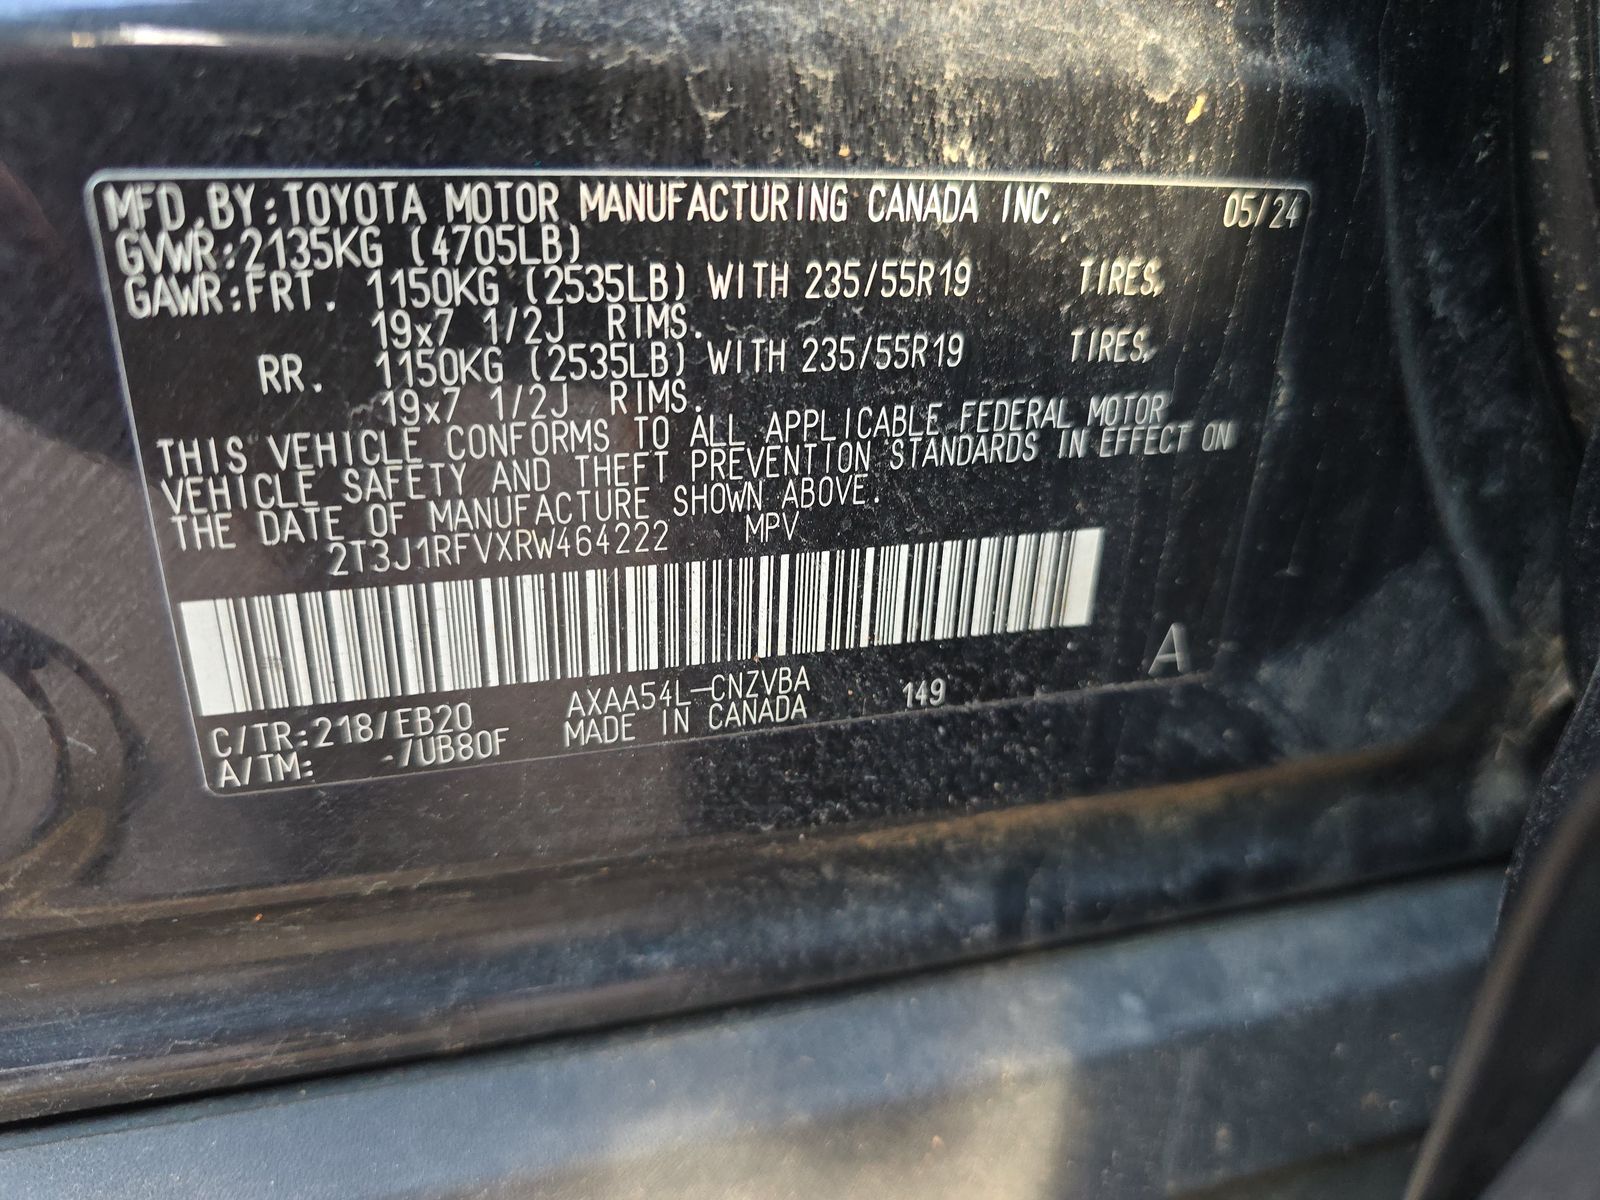 MFD.BY:TOYOTA MOTOR MANUFACTURING CANADA INC. 05/24
GVWR:2135KG (4705LB)
GAWR:FRT. 1150KG (2535LB) WITH 235/55R19 TIRES,
19x7 1/2J RIMS.
RR. 1150KG (2535LB) WITH 235/55R19 TIRES,
19x7 1/2J RIMS.
THIS VEHICLE CONFORMS TO ALL APPLICABLE FEDERAL MOTOR
VEHICLE SAFETY AND THEFT PREVENTION STANDARDS IN EFFECT ON
THE DATE OF MANUFACTURE SHOWN ABOVE.
2T3J1RFVXRW464222 MPV
A
C/TR:218/EB20 AXAA54L-CNZVBA 149
A/TM: -/UB80F MADE IN CANADA